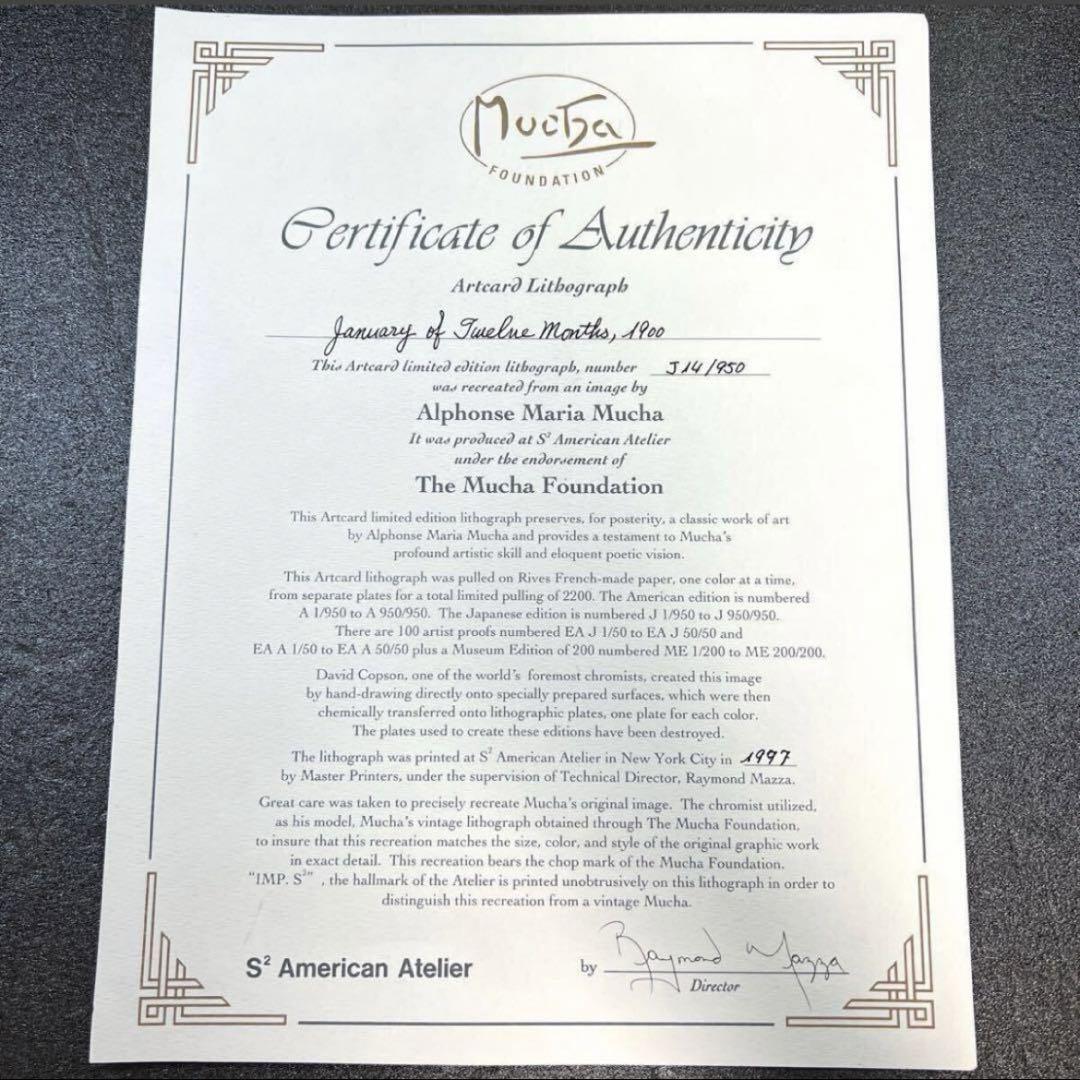 Mucha
FOUNDATION
Certificate of Authenticity
Artcard Lithograph
January of Twelve Months, 1900
This Artcard limited edition lithograph, number J14/950
was recreated from an image by
Alphonse Maria Mucha
It was produced at S² American Atelier
under the endorsement of
The Mucha Foundation
This Artcard limited edition lithograph preserves, for posterity, a classic work of art
by Alphonse Maria Mucha and provides a testament to Mucha's
profound artistic skill and eloquent poetic vision.
This Artcard lithograph was pulled on Rives French-made paper, one color at a time,
from separate plates for a total limited pulling of 2200. The American edition is numbered
A 1/950 to A 950/950. The Japanese edition is numbered J 1/950 to J 950/950.
There are 100 artist proofs numbered EA J 1/50 to EA J 50/50 and
EA A 1/50 to EA A 50/50 plus a Museum Edition of 200 numbered ME 1/200 to ME 200/200.
David Copson, one of the world's foremost chromists, created this image
by hand-drawing directly onto specially prepared surfaces, which were then
chemically transferred onto lithographic plates, one plate for each color.
The plates used to create these editions have been destroyed.
The lithograph was printed at S² American Atelier in New York City in 1997
by Master Printers, under the supervision of Technical Director, Raymond Mazza.
Great care was taken to precisely recreate Mucha's original image. The chromist utilized,
as his model, Mucha's vintage lithograph obtained through The Mucha Foundation,
to insure that this recreation matches the size, color, and style of the original graphic work
in exact detail. This recreation bears the chop mark of the Mucha Foundation.
"IMP. S²", the hallmark of the Atelier is printed unobtrusively on this lithograph in order to
distinguish this recreation from a vintage Mucha.
S² American Atelier
by Raymond Mazza
Director